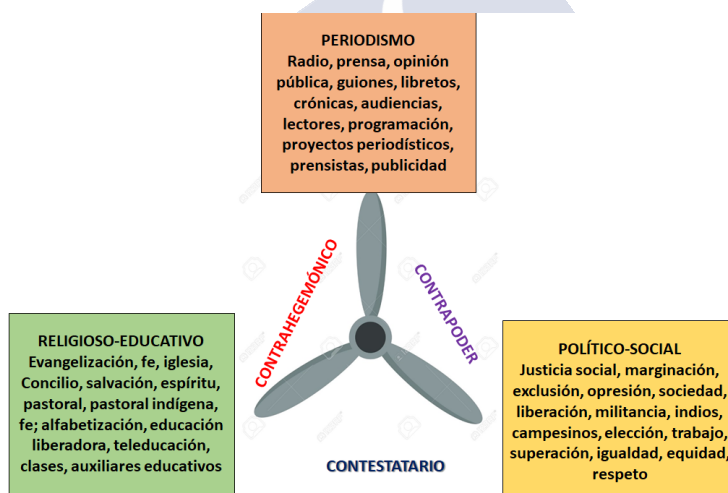 PERIODISMO
Radio, prensa, opinión
pública, guiones, libretos,
crónicas, audiencias,
lectores, programación,
proyectos periodísticos,
prensistas, publicidad
CONTRAHEGEMÓNICO
CONTRAPODER
RELIGIOSO-EDUCATIVO
Evangelización, fe, iglesia,
Concilio, salvación, espíritu,
pastoral, pastoral indígena,
fe; alfabetización, educación
liberadora, teleducación,
clases, auxiliares educativos
POLÍTICO-SOCIAL
Justicia social, marginación,
exclusión, opresión, sociedad,
liberación, militancia, indios,
campesinos, elección, trabajo,
superación, igualdad, equidad,
respeto
CONTESTATARIO